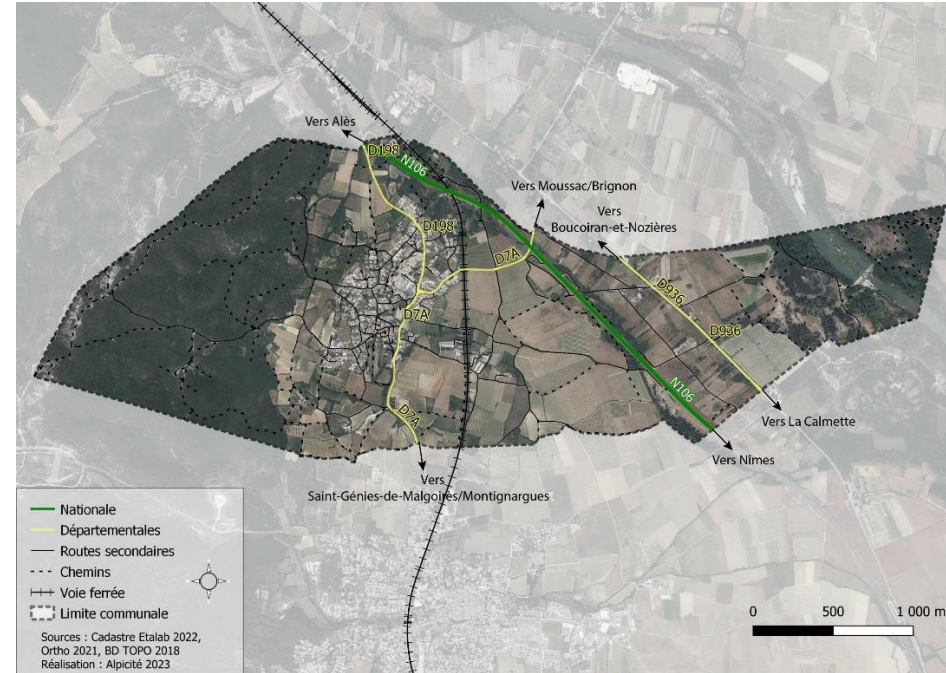 Vers Alès
D198
N106
Vers Moussac/Brignon
Vers
Boucoiran-et-Nozières
D198
D7A
D936
D7A
D936
N106
D7A
Vers La Calmette
Vers Nîmes
Vers
Saint-Génies-de-Malgoirès/Montignargues
Nationale
Départementales
Routes secondaires
Chemins
Voie ferrée
Limite communale
Sources : Cadastre Etalab 2022,
Ortho 2021, BD TOPO 2018
Réalisation : Alpicité 2023
0 500 1 000 m